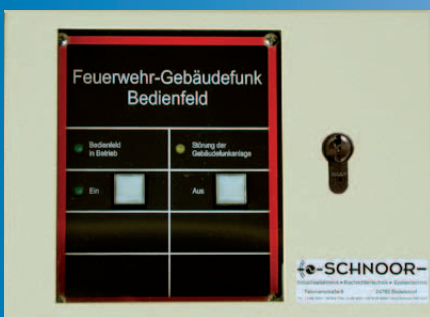 Feuerwehr-Gebäudefunk
Bedienfeld
Bedienfeld
in Betrieb
Störung der
Gebäudefunkanlage
Ein
Aus
SCHNOOR